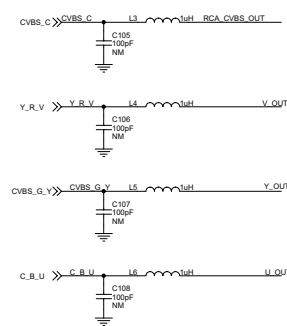 CVBS_C CVBS_C L3 1uH RCA_CVBS_OUT
C105
100pF
NM
Y_R_V Y_R_V L4 1uH V_OUT
C106
100pF
NM
CVBS_G_Y CVBS_G_Y L5 1uH Y_OUT
C107
100pF
NM
C_B_U C_B_U L6 1uH U_OUT
C108
100pF
NM